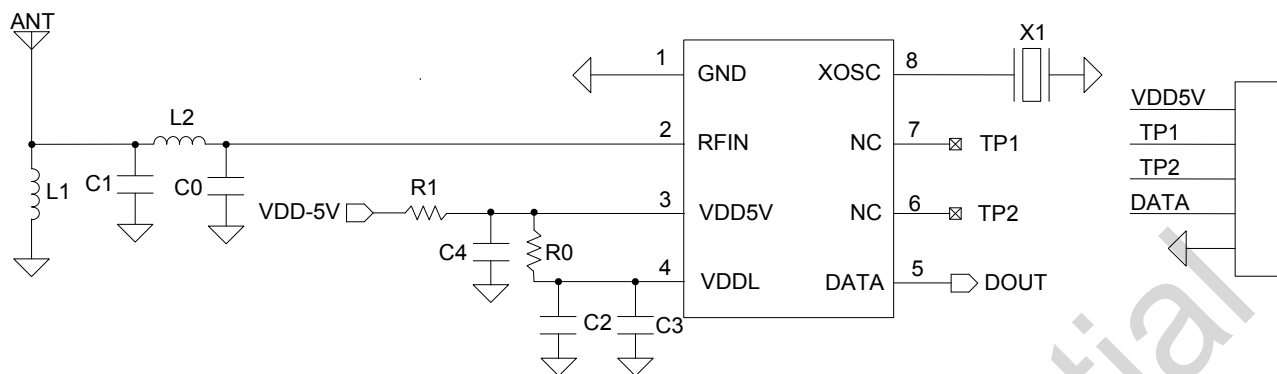 ANT
X1
1
GND
XOSC
8
VDD5V
L2
2
RFIN
NC
7
TP1
TP1
C1
C0
L1
R1
VDD-5V
3
VDD5V
NC
6
TP2
TP2
DATA
C4
R0
4
VDDL
DATA
5
DOUT
C2
C3
tial